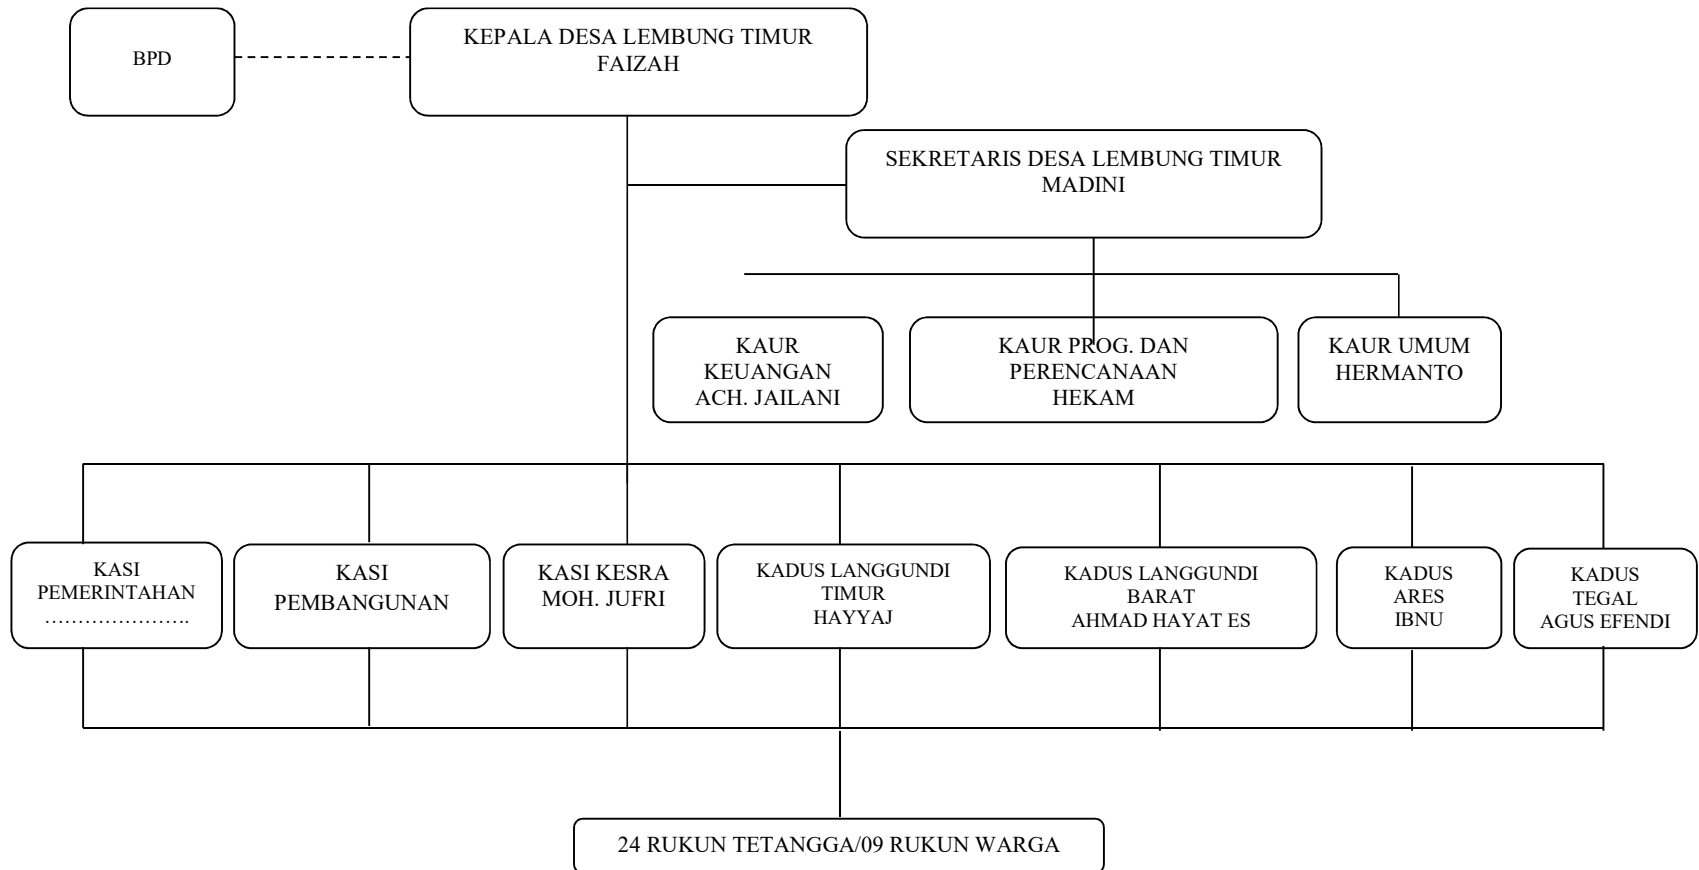 BPD
KEPALA DESA LEMBUNG TIMUR
FAIZAH
SEKRETARIS DESA LEMBUNG TIMUR
MADINI
KAUR
KEUANGAN
ACH. JAILANI
KAUR PROG. DAN
PERENCANAAN
HEKAM
KAUR UMUM
HERMANTO
KASI
PEMERINTAHAN
………………….
KASI
PEMBANGUNAN
KASI KESRA
MOH. JUFRI
KADUS LANGGUNDI
TIMUR
HAYYAJ
KADUS LANGGUNDI
BARAT
AHMAD HAYAT ES
KADUS
ARES
IBNU
KADUS
TEGAL
AGUS EFENDI
24 RUKUN TETANGGA/09 RUKUN WARGA